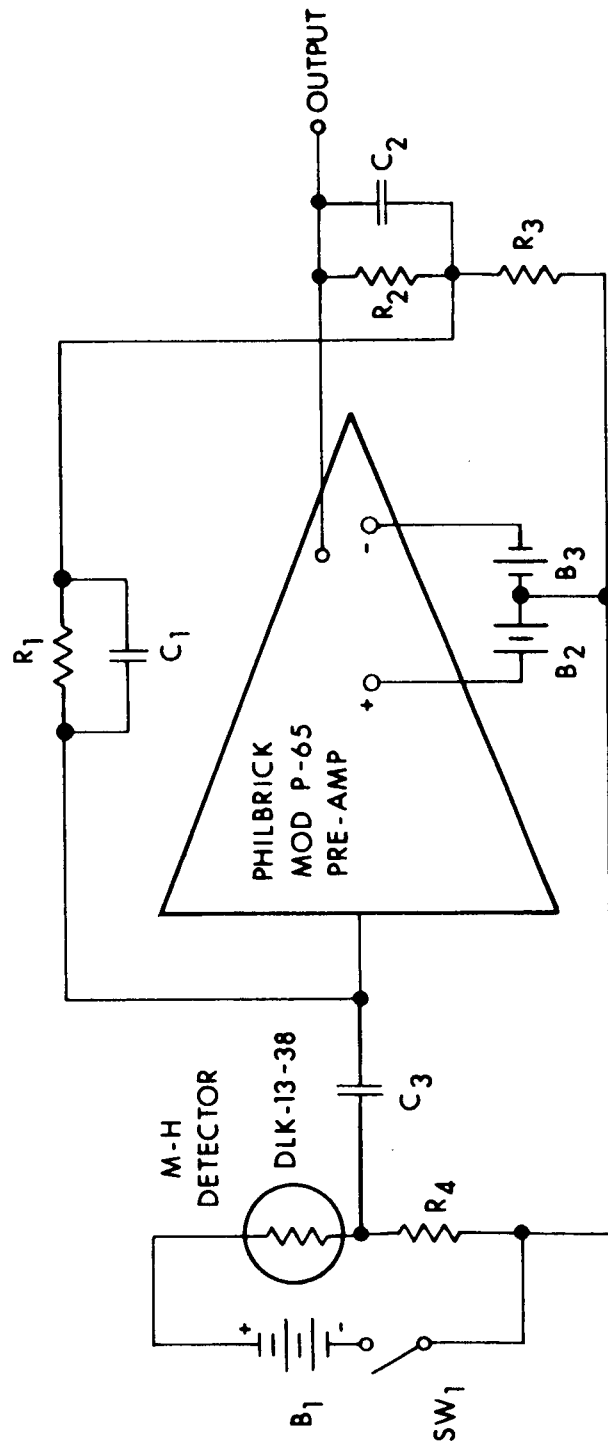 R1
C1
OUTPUT
C2
R2
R3
PHILBRICK
MOD P-65
PRE-AMP
+
-
B2
B3
M-H
DETECTOR
DLK-13-38
C3
R4
+
-
B1
SW1